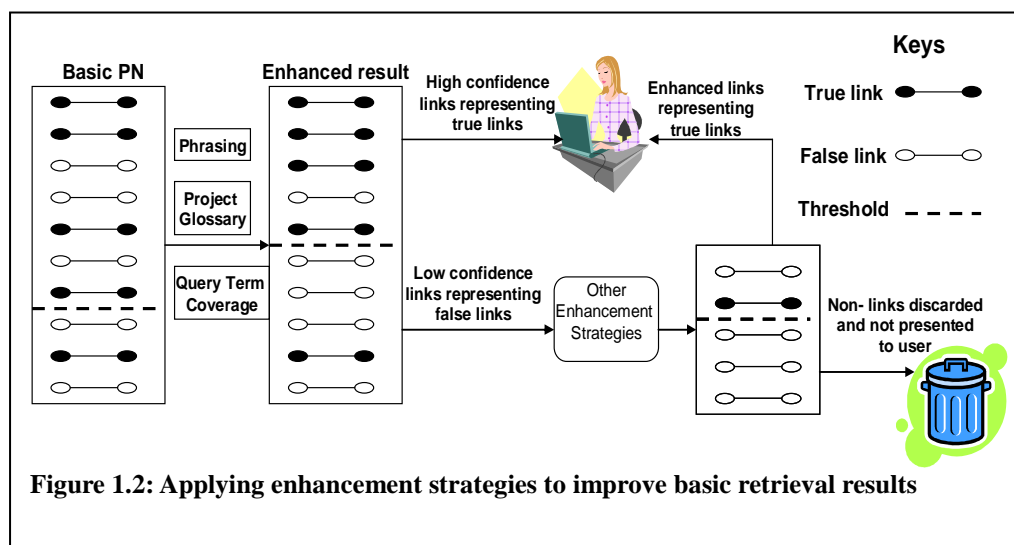 Keys
Basic PN
Enhanced result
High confidence
links representing
true links
Enhanced links
representing
true links
True link
False link
Threshold
Phrasing
Project
Glossary
Query Term
Coverage
Low confidence
links representing
false links
Other
Enhancement
Strategies
Non- links discarded
and not presented
to user
Figure 1.2: Applying enhancement strategies to improve basic retrieval results